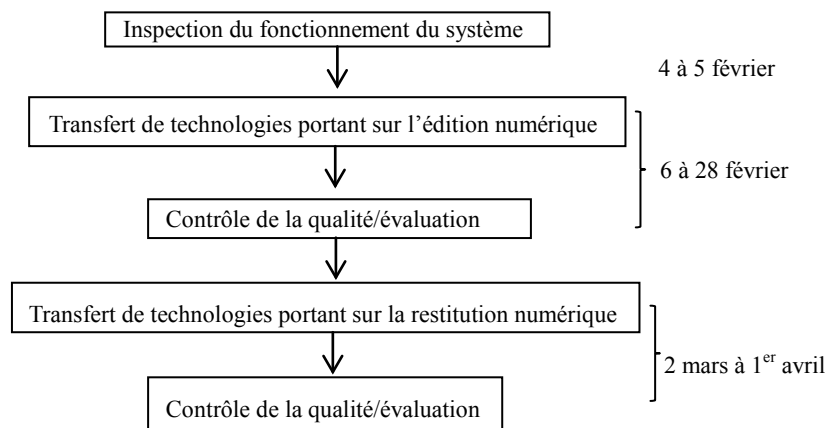 Inspection du fonctionnement du système
4 à 5 février
Transfert de technologies portant sur l’édition numérique
6 à 28 février
Contrôle de la qualité/évaluation
Transfert de technologies portant sur la restitution numérique
2 mars à 1er avril
Contrôle de la qualité/évaluation